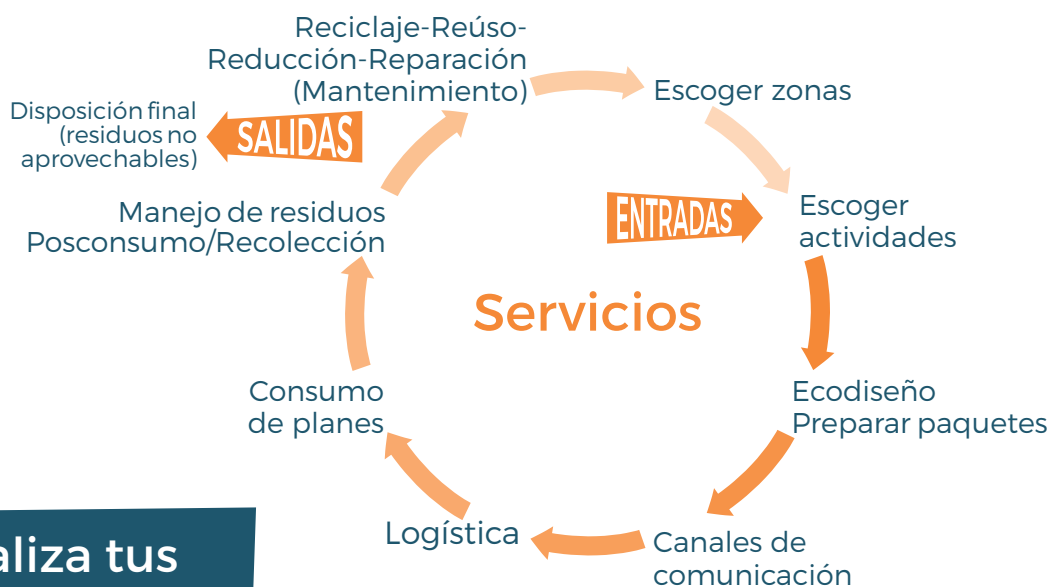 Reciclaje-Reúso-
Reducción-Reparación
(Mantenimiento)
Escoger zonas
Disposición final
(residuos no
aprovechables)
SALIDAS
ENTRADAS
Escoger
actividades
Manejo de residuos
Posconsumo/Recolección
Servicios
Consumo
de planes
Ecodiseño
Preparar paquetes
Logística
Canales de
comunicación
aliza tus